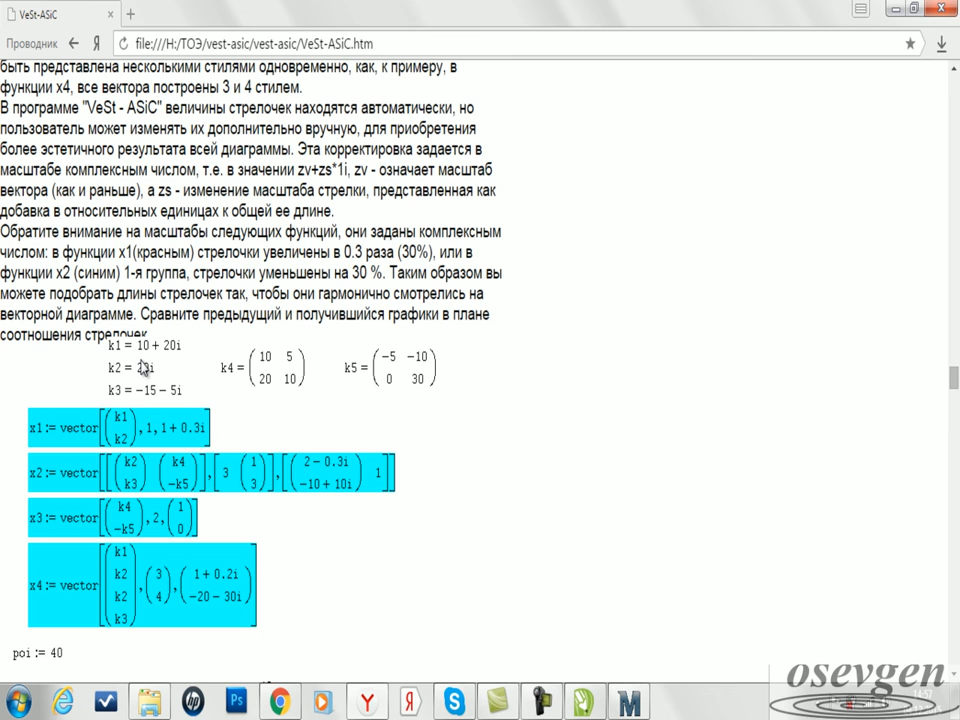 VeSt-ASiC
Проводник
file:///H:/ТОЭ/vest-asic/vest-asic/VeSt-ASiC.htm
быть представлена несколькими стилями одновременно, как, к примеру, в
функции x4, все вектора построены 3 и 4 стилем.
В программе "VeSt - ASiC" величины стрелочек находятся автоматически, но
пользователь может изменять их дополнительно вручную, для приобретения
более эстетичного результата всей диаграммы. Эта корректировка задается в
масштабе комплексным числом, т.е. в значении zv+zs*1i, zv - означает масштаб
вектора (как и раньше), а zs - изменение масштаба стрелки, представленная как
добавка в относительных единицах к общей ее длине.
Обратите внимание на масштабы следующих функций, они заданы комплексным
числом: в функции x1(красным) стрелочки увеличены в 0.3 раза (30%), или в
функции x2 (синим) 1-я группа, стрелочки уменьшены на 30 %. Таким образом вы
можете подобрать длины стрелочек так, чтобы они гармонично смотрелись на
векторной диаграмме. Сравните предыдущий и получившийся графики в плане
соотношения стрелочек
k1 = 10 + 20i
k2 =
k3 = −15 − 5i
k4 = ( 10 5
20 10 )
k5 = ( −5 −10
0 30 )
x1:= vector[( k1
k2 ), 1, 1 + 0.3i]
x2:= vector[[( k2
k3 ) ( k4
−k5 )], [3 ( 1
3 )], [( 2 − 0.3i
−10 + 10i ) 1]]
x3:= vector[( k4
−k5 ), 2, ( 1
0 )]
x4:= vector[( k1
k2
k2
k3 ), ( 3
4 ), ( 1 + 0.2i
−20 − 30i )]
poi := 40
osevgen